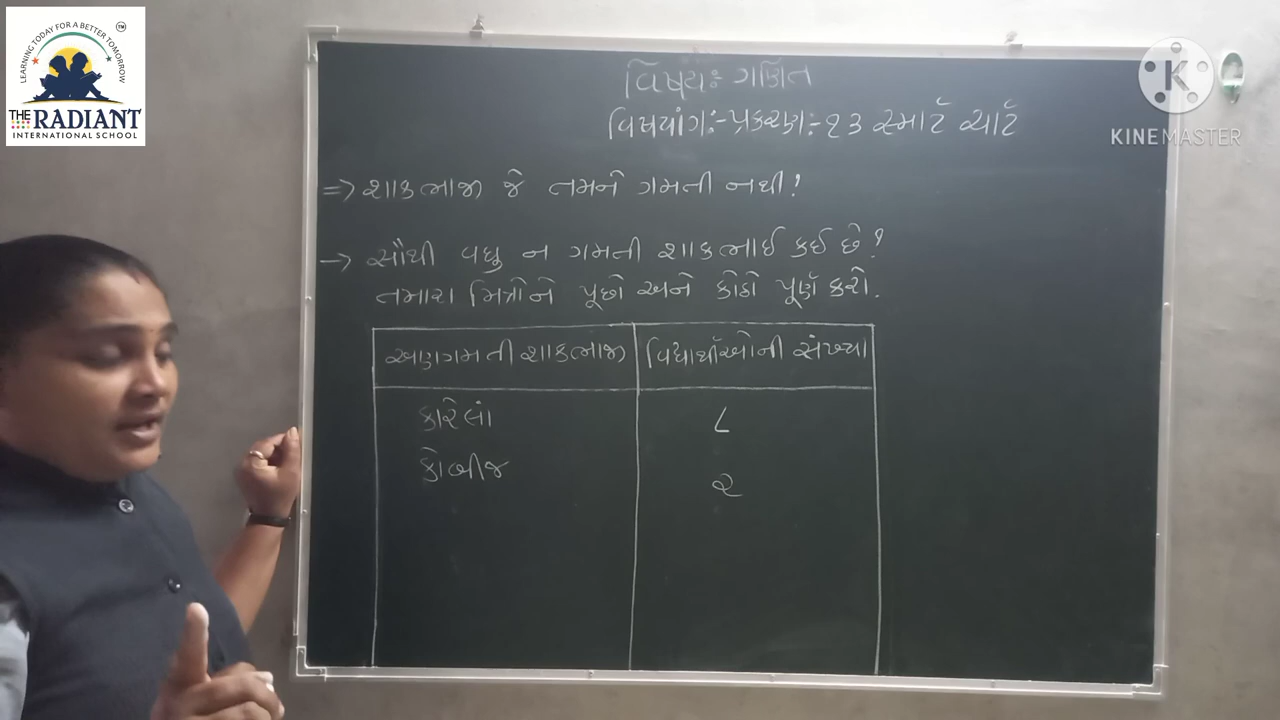 LEARNING TODAY FOR A BETTER TOMORROW
TM
THE RADIANT
INTERNATIONAL SCHOOL
K
KINEMASTER
વિષયઃ ગણિત
વિષયાંગઃ-પ્રકરણઃ-૧૩ સ્માર્ટ ચાર્ટ
=> શાકભાજી જે તમને ગમતી નથી!
-> સૌથી વધુ ન ગમતી શાકભાઈ કઈ છે?
તમારા મિત્રોને પૂછો અને કોઠો પૂર્ણ કરો.
અણગમતી શાકભાજી વિદ્યાર્થીઓની સંખ્યા
કારેલાં ૮
કોબીજ ૨